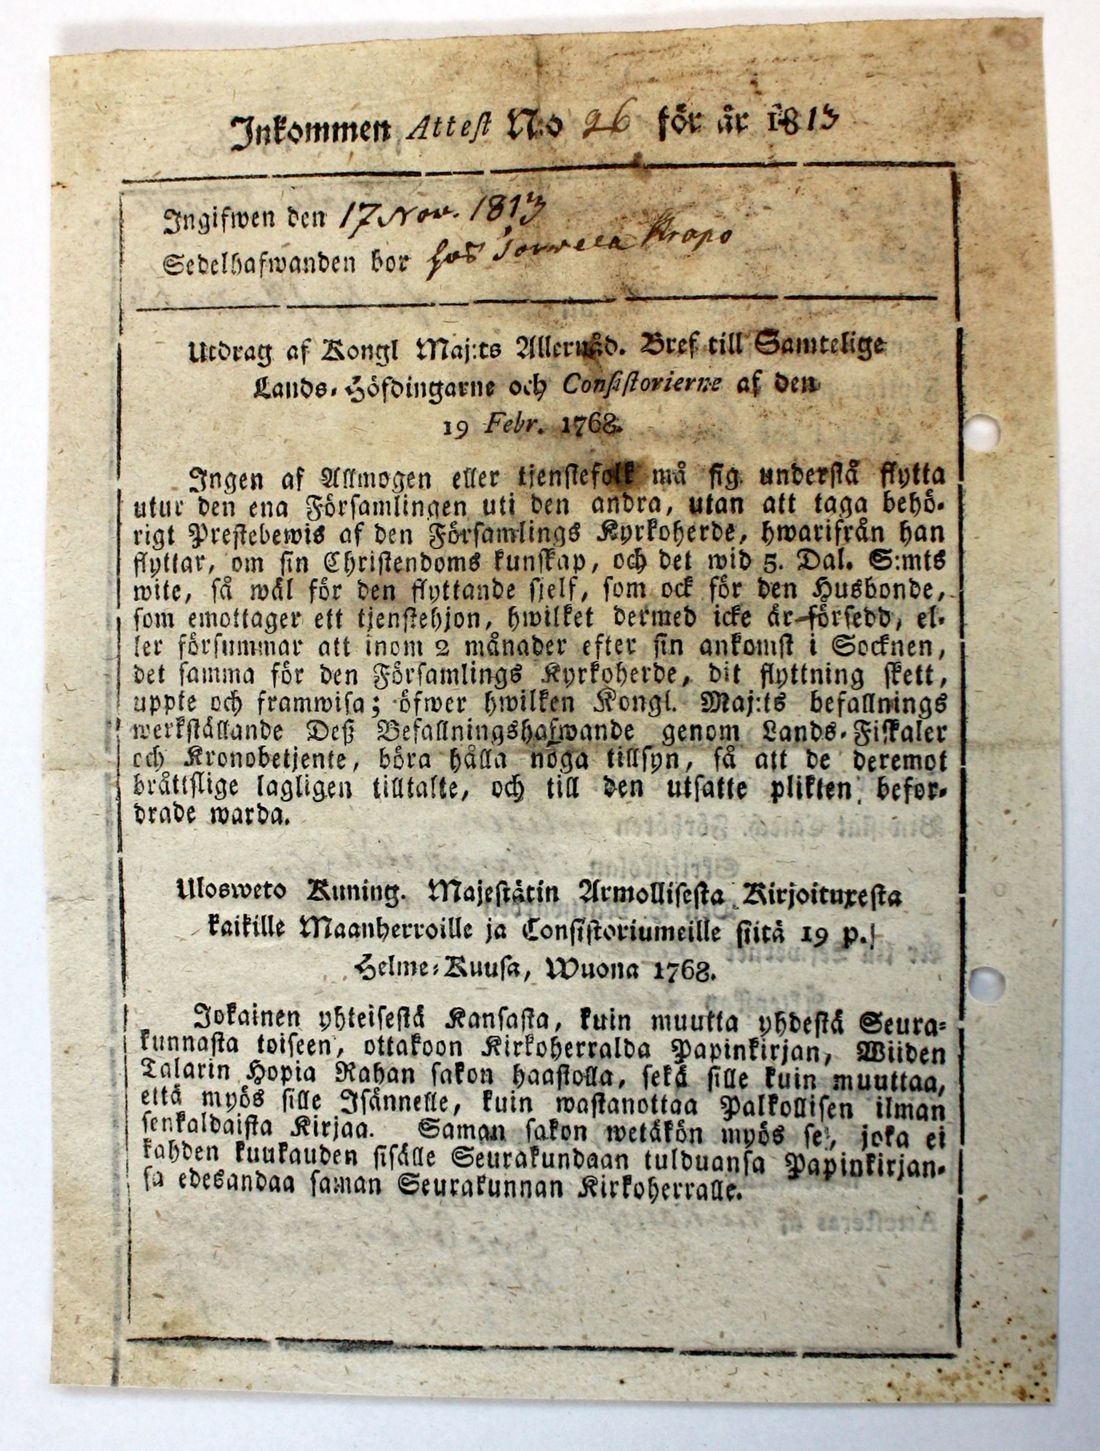 Inkommen Attest N:o 26 för år 1813
Ingifwen den 17 Nov. 1813
Sedelhafwanden bor hos
Utdrag af Kongl Maj:ts Allernåd. Bref till Samtelige
Lands-Höfdingarne och Consistorierne af den
19 Febr. 1768.
Ingen af Allmogen eller tjenstefolk må sig understå flytta
utur den ena Församlingen uti den andra, utan att taga behö-
rigt Prestebewis af den Församlings Kyrkoherde, hwarifrån han
flyttar, om sin Christendoms kunskap, och det wid 5. Dal. S:mts
wite, så wäl för den flyttande sjelf, som ock för den Husbonde,
som emottager ett tjenstehjon, hwilket dermed icke är försedd, el-
ler försummar att inom 2 månader efter sin ankomst i Socknen,
det samma för den Församlings Kyrkoherde, dit flyttning skett,
uppte och framwisa; öfwer hwilken Kongl. Maj:ts befallnings
werkställande Deß Befallningshafwande genom Lands-Fiskaler
och Kronobetjente, böra hålla noga tillsyn, så att de deremot
bråttslige lagligen tilltalte, och till den utsatte plikten befor-
drade warda.
Ulosweto Kuning. Majestätin Armollisesta Kirjoituxesta
kaikille Maanherroille ja Consistoriumeille siitä 19 p.
Helme-Kuusa, Wuona 1768.
Jokainen yhteisestä Kansasta, kuin muutta yhdestä Seura-
kunnasta toiseen, ottakoon Kirkoherralda Papinkirjan, Wiiden
Talarin Hopia Rahan sakon haastolla, sekä sille kuin muuttaa,
että myös sille Isännelle, kuin wastanottaa Palkollisen ilman
senkaldaista Kirjaa. Saman sakon wetäkön myös se, joka ei
kahden kuukauden sisälle Seurakundaan tulduansa Papinkirjan-
sa edesandaa saman Seurakunnan Kirkoherralle.